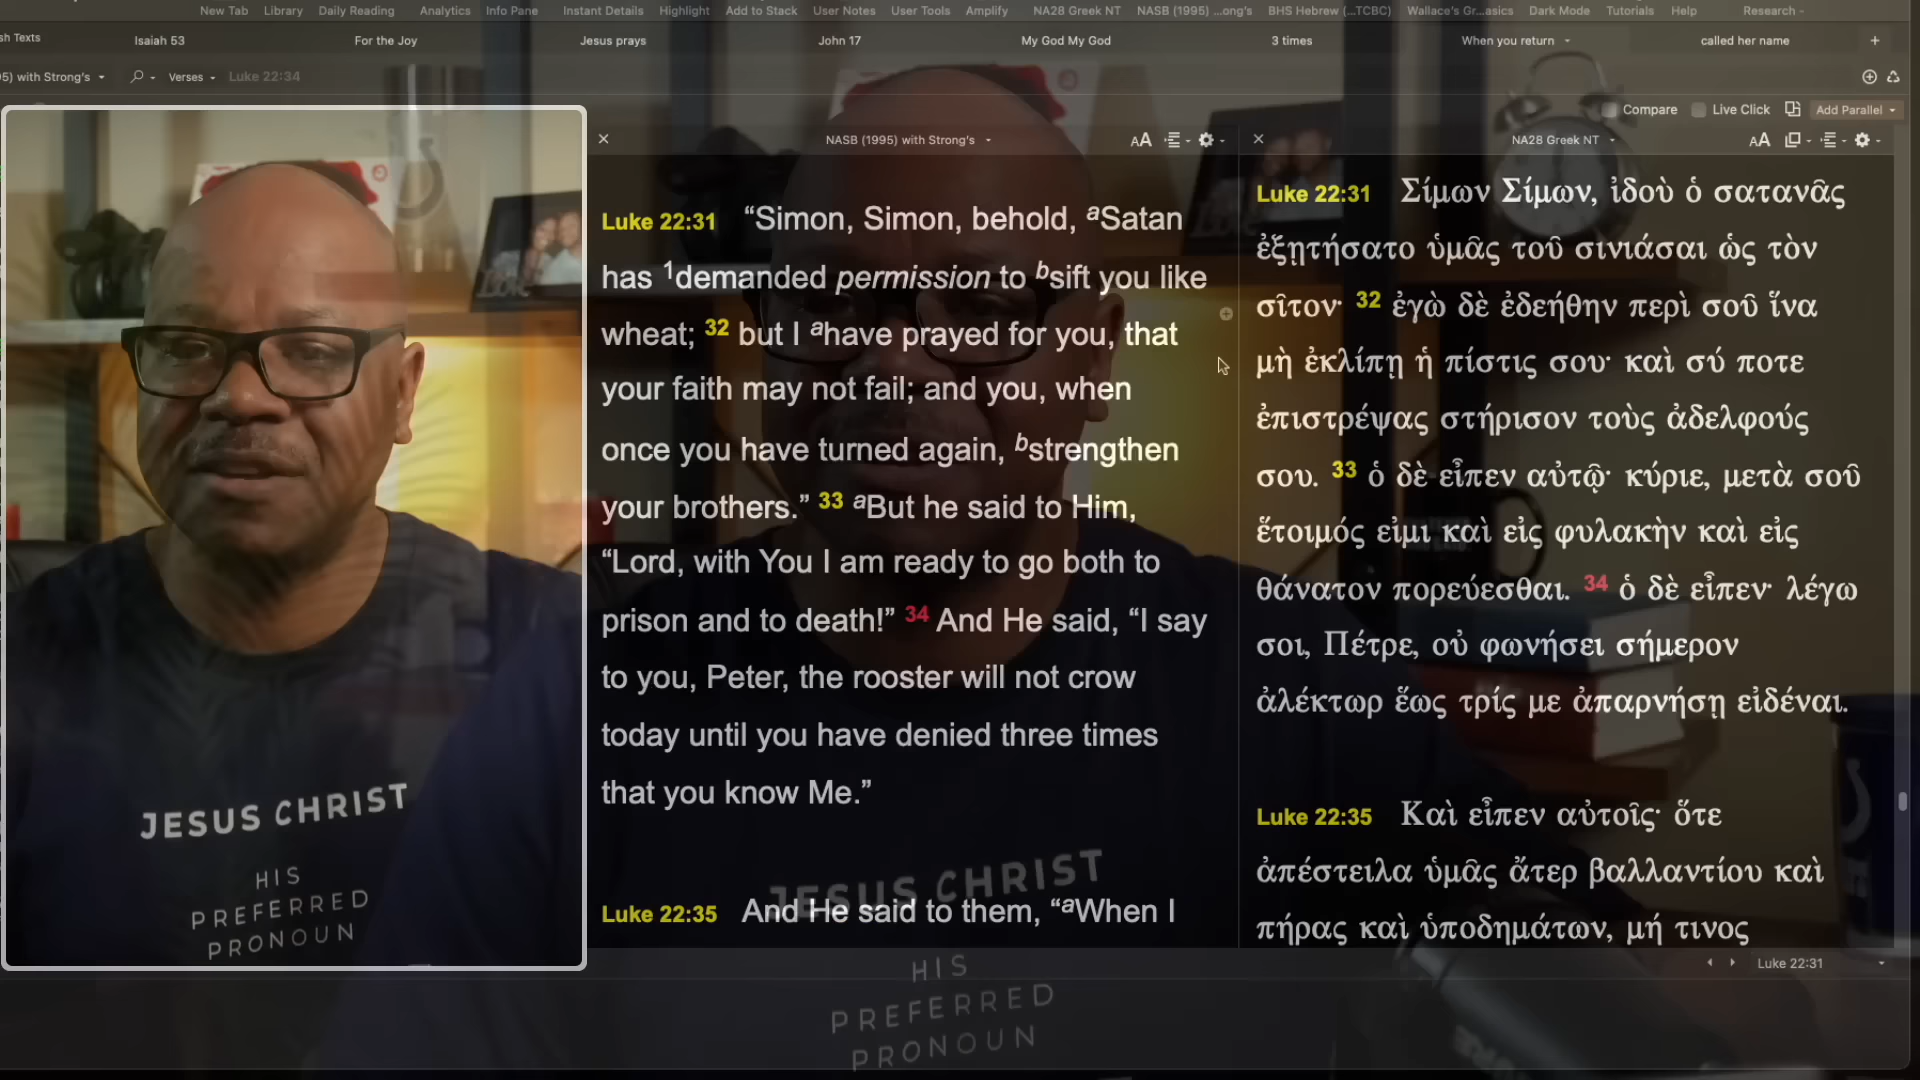 New Tab Library Daily Reading Analytics Info Pane Instant Details Highlight Add to Stack User Notes User Tools Amplify NA28 Greek NT NASB (1995) ...ong's BHS Hebrew (...TCBC) Wallace's Gr...asics Dark Mode Tutorials Help Research
sh Texts Isaiah 53 For the Joy Jesus prays John 17 My God My God 3 times When you return called her name +
95) with Strong's Verses Luke 22:34
Compare Live Click Add Parallel
NASB (1995) with Strong's AA
Luke 22:31 “Simon, Simon, behold, aSatan
has 1demanded permission to bsift you like
wheat; 32 but I ahave prayed for you, that
your faith may not fail; and you, when
once you have turned again, bstrengthen
your brothers.” 33 aBut he said to Him,
“Lord, with You I am ready to go both to
prison and to death!” 34 And He said, “I say
to you, Peter, the rooster will not crow
today until you have denied three times
that you know Me.”
Luke 22:35 And He said to them, “aWhen I
NA28 Greek NT AA
Luke 22:31 Σίμων Σίμων, ἰδοὺ ὁ σατανᾶς
ἐξῃτήσατο ὑμᾶς τοῦ σινιάσαι ὡς τὸν
σῖτον· 32 ἐγὼ δὲ ἐδεήθην περὶ σοῦ ἵνα
μὴ ἐκλίπῃ ἡ πίστις σου· καὶ σύ ποτε
ἐπιστρέψας στήρισον τοὺς ἀδελφούς
σου. 33 ὁ δὲ εἶπεν αὐτῷ· κύριε, μετὰ σοῦ
ἕτοιμός εἰμι καὶ εἰς φυλακὴν καὶ εἰς
θάνατον πορεύεσθαι. 34 ὁ δὲ εἶπεν· λέγω
σοι, Πέτρε, οὐ φωνήσει σήμερον
ἀλέκτωρ ἕως τρίς με ἀπαρνήσῃ εἰδέναι.
Luke 22:35 Καὶ εἶπεν αὐτοῖς· ὅτε
ἀπέστειλα ὑμᾶς ἄτερ βαλλαντίου καὶ
πήρας καὶ ὑποδημάτων, μή τινος
Luke 22:31
JESUS CHRIST
HIS
PREFERRED
PRONOUN
JESUS CHRIST
HIS
PREFERRED
PRONOUN